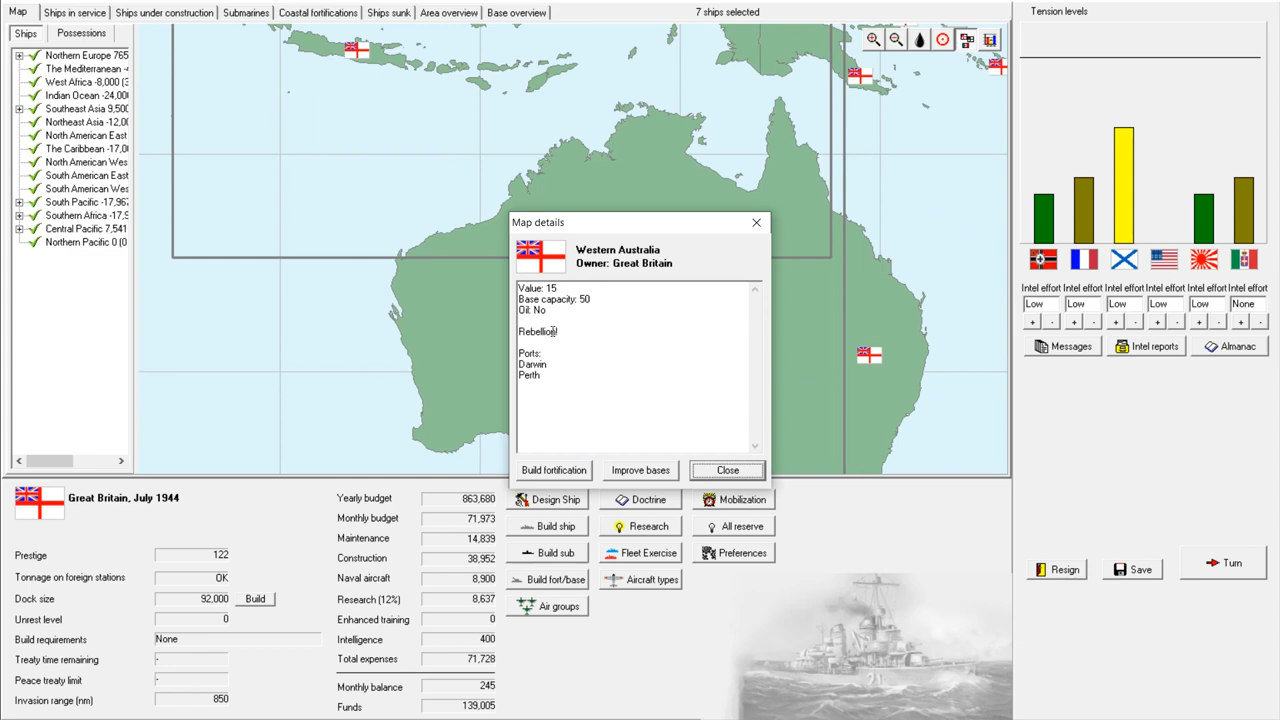 Map
Ships in service
Ships under construction
Submarines
Coastal fortifications
Ships sunk
Area overview
Base overview
7 ships selected
Tension levels
Ships
Possessions
Northern Europe 765
The Mediterranean -4
West Africa -8,000 (3
Indian Ocean -24,00
Southeast Asia 9,500
Northeast Asia -12,0
North American East
The Caribbean -17,0
North American Wes
South American East
South American Wes
South Pacific -17,967
Southern Africa -17,9
Central Pacific 7,541
Northern Pacific 0 (0
Map details
Western Australia
Owner: Great Britain
Value: 15
Base capacity: 50
Oil: No
Rebellion!
Ports:
Darwin
Perth
Build fortification
Improve bases
Close
Intel effort Intel effort Intel effort Intel effort Intel effort Intel effort
Low Low Low Low Low None
+ - + - + - + - + - + -
Messages
Intel reports
Almanac
Great Britain, July 1944
Prestige 122
Tonnage on foreign stations OK
Dock size 92,000 Build
Unrest level 0
Build requirements None
Treaty time remaining -
Peace treaty limit -
Invasion range (nm) 850
Yearly budget 863,680
Monthly budget 71,973
Maintenance 14,839
Construction 38,952
Naval aircraft 8,900
Research (12%) 8,637
Enhanced training 0
Intelligence 400
Total expenses 71,728
Monthly balance 245
Funds 139,005
Design Ship
Doctrine
Mobilization
Build ship
Research
All reserve
Build sub
Fleet Exercise
Preferences
Build fort/base
Aircraft types
Air groups
Resign
Save
Turn
21